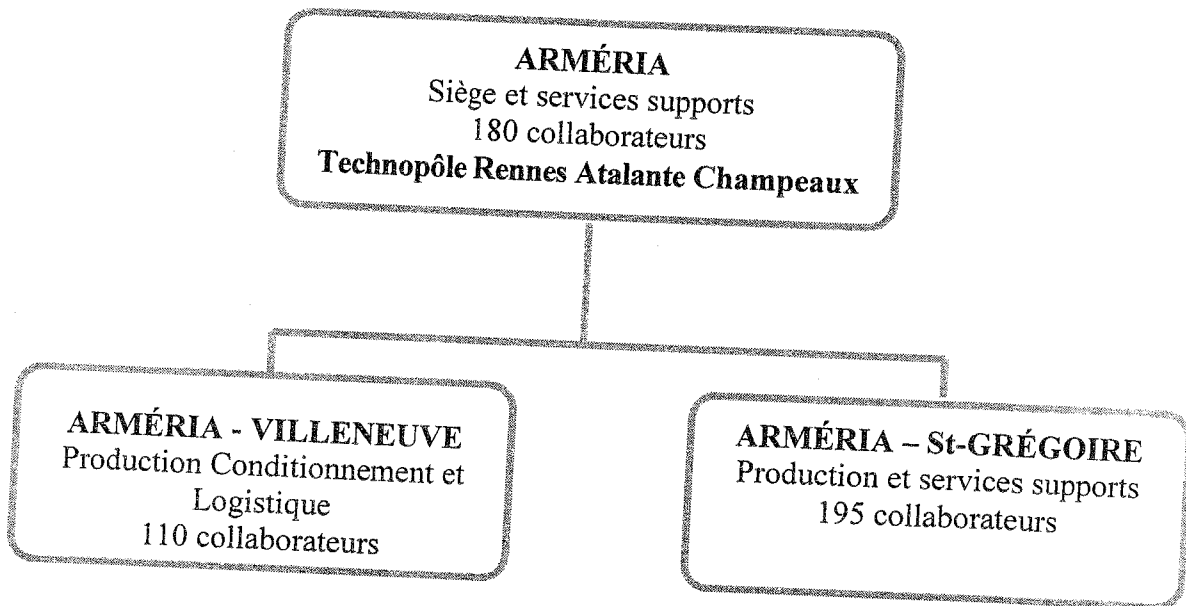 ARMÉRIA
Siège et services supports
180 collaborateurs
Technopôle Rennes Atalante Champeaux
ARMÉRIA - VILLENEUVE
Production Conditionnement et
Logistique
110 collaborateurs
ARMÉRIA – St-GRÉGOIRE
Production et services supports
195 collaborateurs